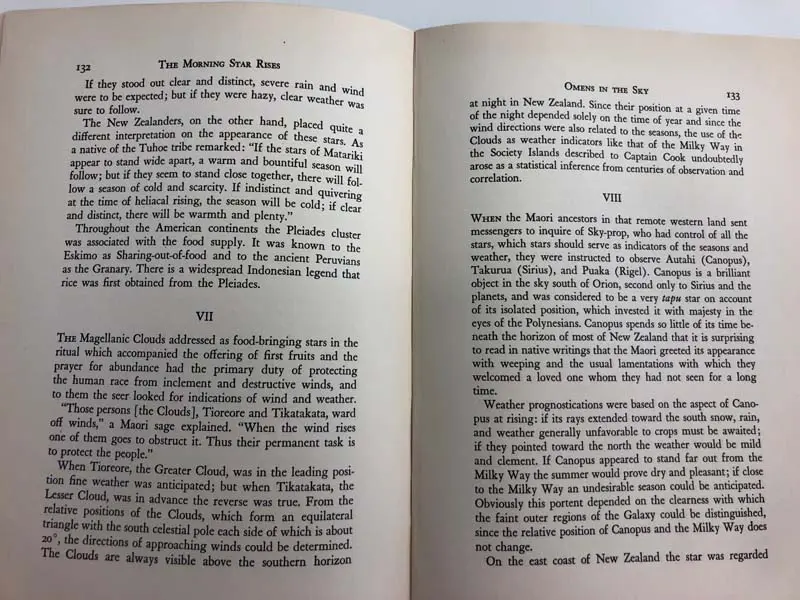 132 THE MORNING STAR RISES
If they stood out clear and distinct, severe rain and wind
were to be expected; but if they were hazy, clear weather was
sure to follow.
The New Zealanders, on the other hand, placed quite a
different interpretation on the appearance of these stars. As
a native of the Tuhoe tribe remarked: "If the stars of Matariki
appear to stand wide apart, a warm and bountiful season will
follow; but if they seem to stand close together, there will fol-
low a season of cold and scarcity. If indistinct and quivering
at the time of heliacal rising, the season will be cold; if clear
and distinct, there will be warmth and plenty."
Throughout the American continents the Pleiades cluster
was associated with the food supply. It was known to the
Eskimo as Sharing-out-of-food and to the ancient Peruvians
as the Granary. There is a widespread Indonesian legend that
rice was first obtained from the Pleiades.
VII
THE Magellanic Clouds addressed as food-bringing stars in the
ritual which accompanied the offering of first fruits and the
prayer for abundance had the primary duty of protecting
the human race from inclement and destructive winds, and
to them the seer looked for indications of wind and weather.
"Those persons [the Clouds], Tioreore and Tikatakata, ward
off winds," a Maori sage explained. "When the wind rises
one of them goes to obstruct it. Thus their permanent task is
to protect the people."
When Tioreore, the Greater Cloud, was in the leading posi-
tion fine weather was anticipated; but when Tikatakata, the
Lesser Cloud, was in advance the reverse was true. From the
relative positions of the Clouds, which form an equilateral
triangle with the south celestial pole each side of which is about
20°, the directions of approaching winds could be determined.
The Clouds are always visible above the southern horizon
OMENS IN THE SKY 133
at night in New Zealand. Since their position at a given time
of the night depended solely on the time of year and since the
wind directions were also related to the seasons, the use of the
Clouds as weather indicators like that of the Milky Way in
the Society Islands described to Captain Cook undoubtedly
arose as a statistical inference from centuries of observation and
correlation.
VIII
WHEN the Maori ancestors in that remote western land sent
messengers to inquire of Sky-prop, who had control of all the
stars, which stars should serve as indicators of the seasons and
weather, they were instructed to observe Autahi (Canopus),
Takurua (Sirius), and Puaka (Rigel). Canopus is a brilliant
object in the sky south of Orion, second only to Sirius and the
planets, and was considered to be a very tapu star on account
of its isolated position, which invested it with majesty in the
eyes of the Polynesians. Canopus spends so little of its time be-
neath the horizon of most of New Zealand that it is surprising
to read in native writings that the Maori greeted its appearance
with weeping and the usual lamentations with which they
welcomed a loved one whom they had not seen for a long
time.
Weather prognostications were based on the aspect of Cano-
pus at rising: if its rays extended toward the south snow, rain,
and weather generally unfavorable to crops must be awaited;
if they pointed toward the north the weather would be mild
and clement. If Canopus appeared to stand far out from the
Milky Way the summer would prove dry and pleasant; if close
to the Milky Way an undesirable season could be anticipated.
Obviously this portent depended on the clearness with which
the faint outer regions of the Galaxy could be distinguished,
since the relative position of Canopus and the Milky Way does
not change.
On the east coast of New Zealand the star was regarded